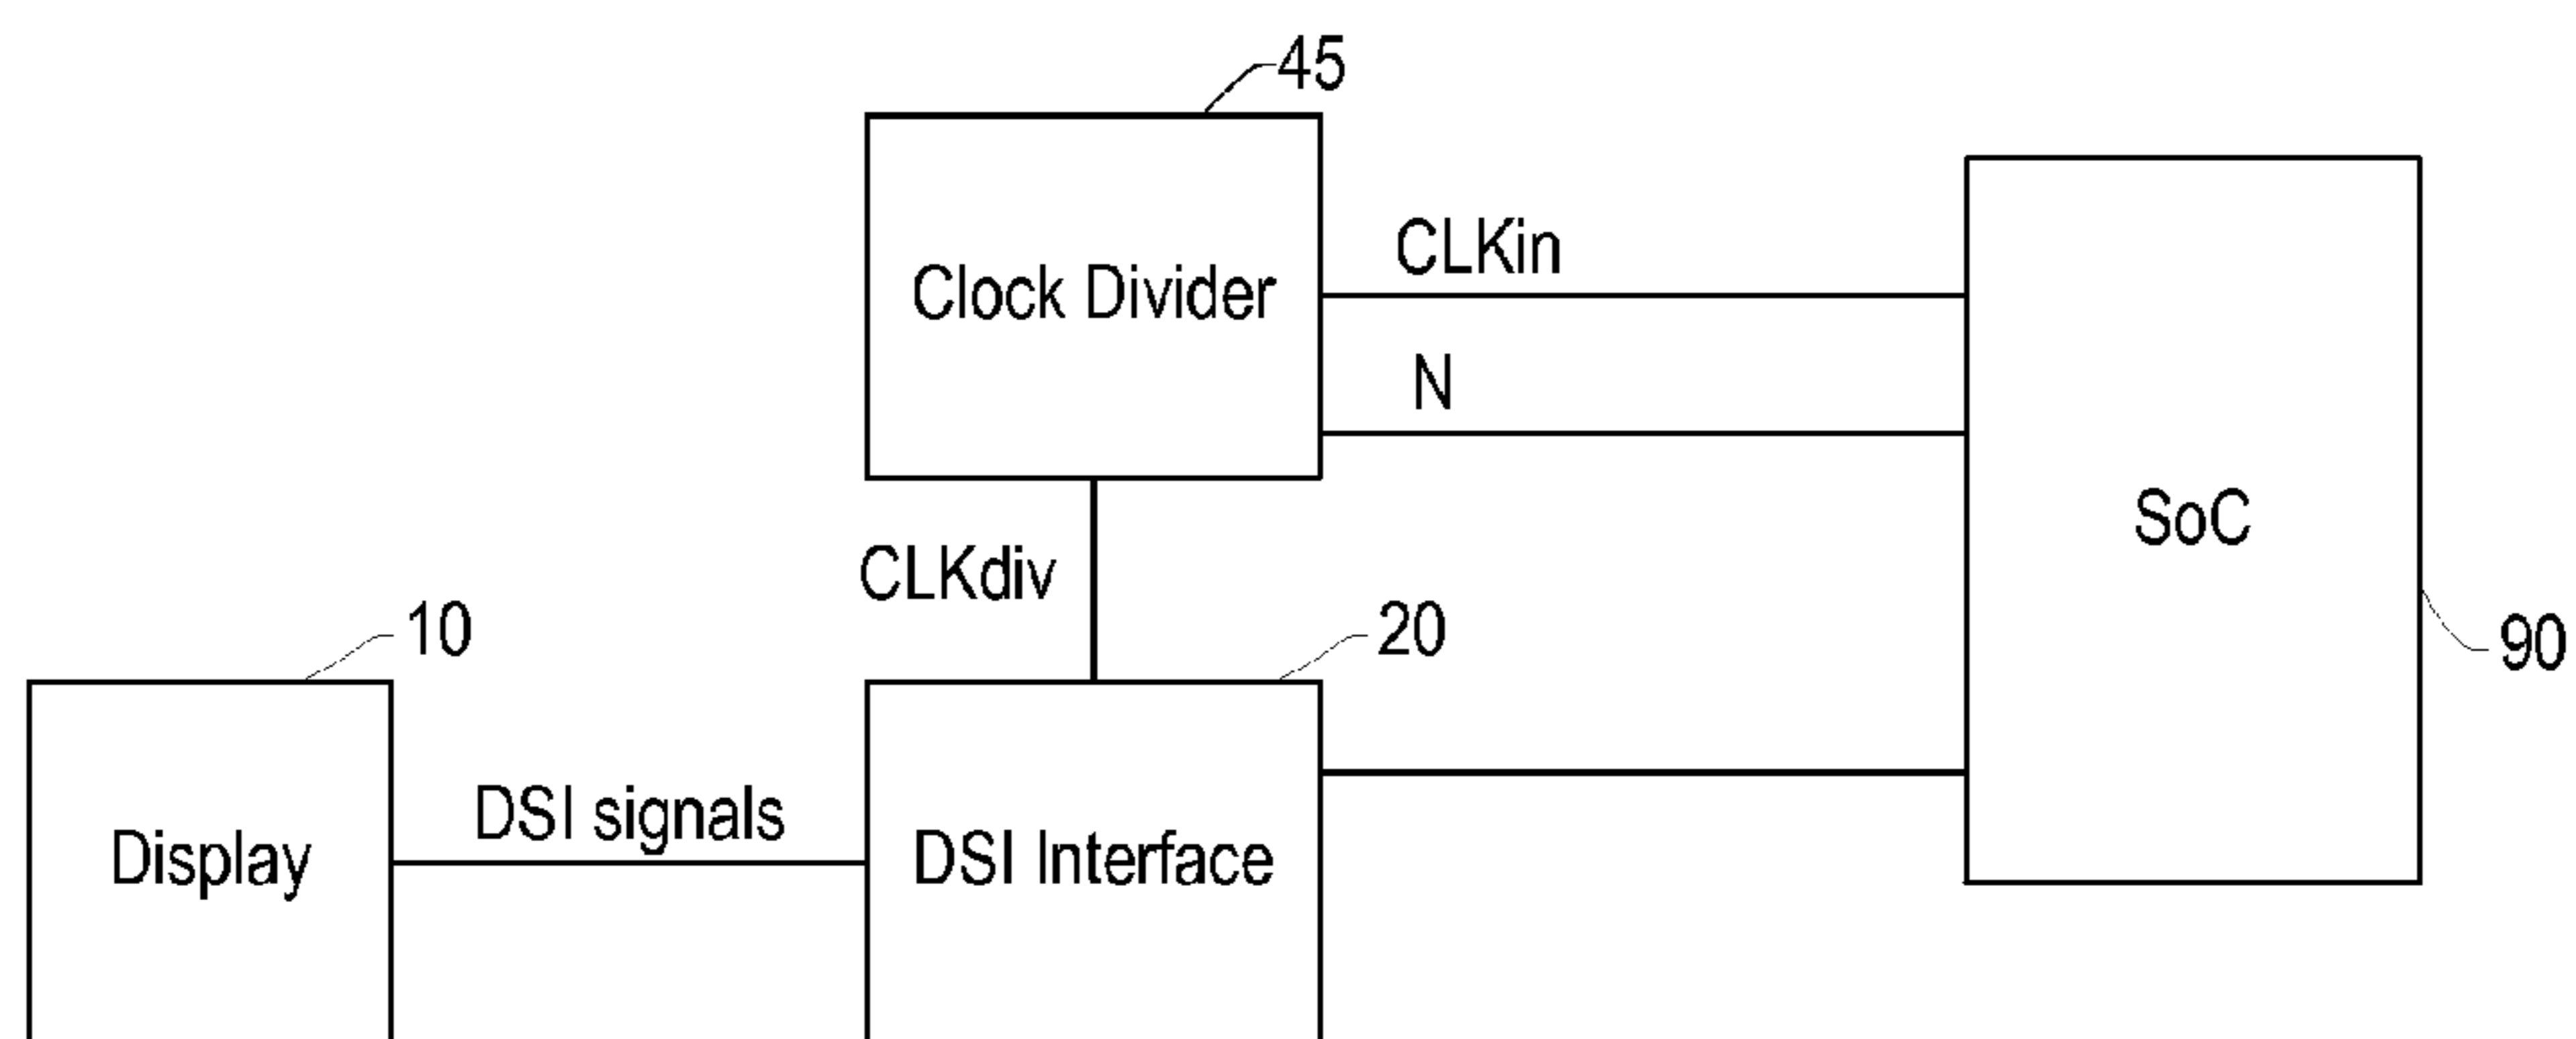 45
Clock Divider
CLKin
N
SoC
CLKdiv
10
20
90
DSI signals
Display
DSI Interface